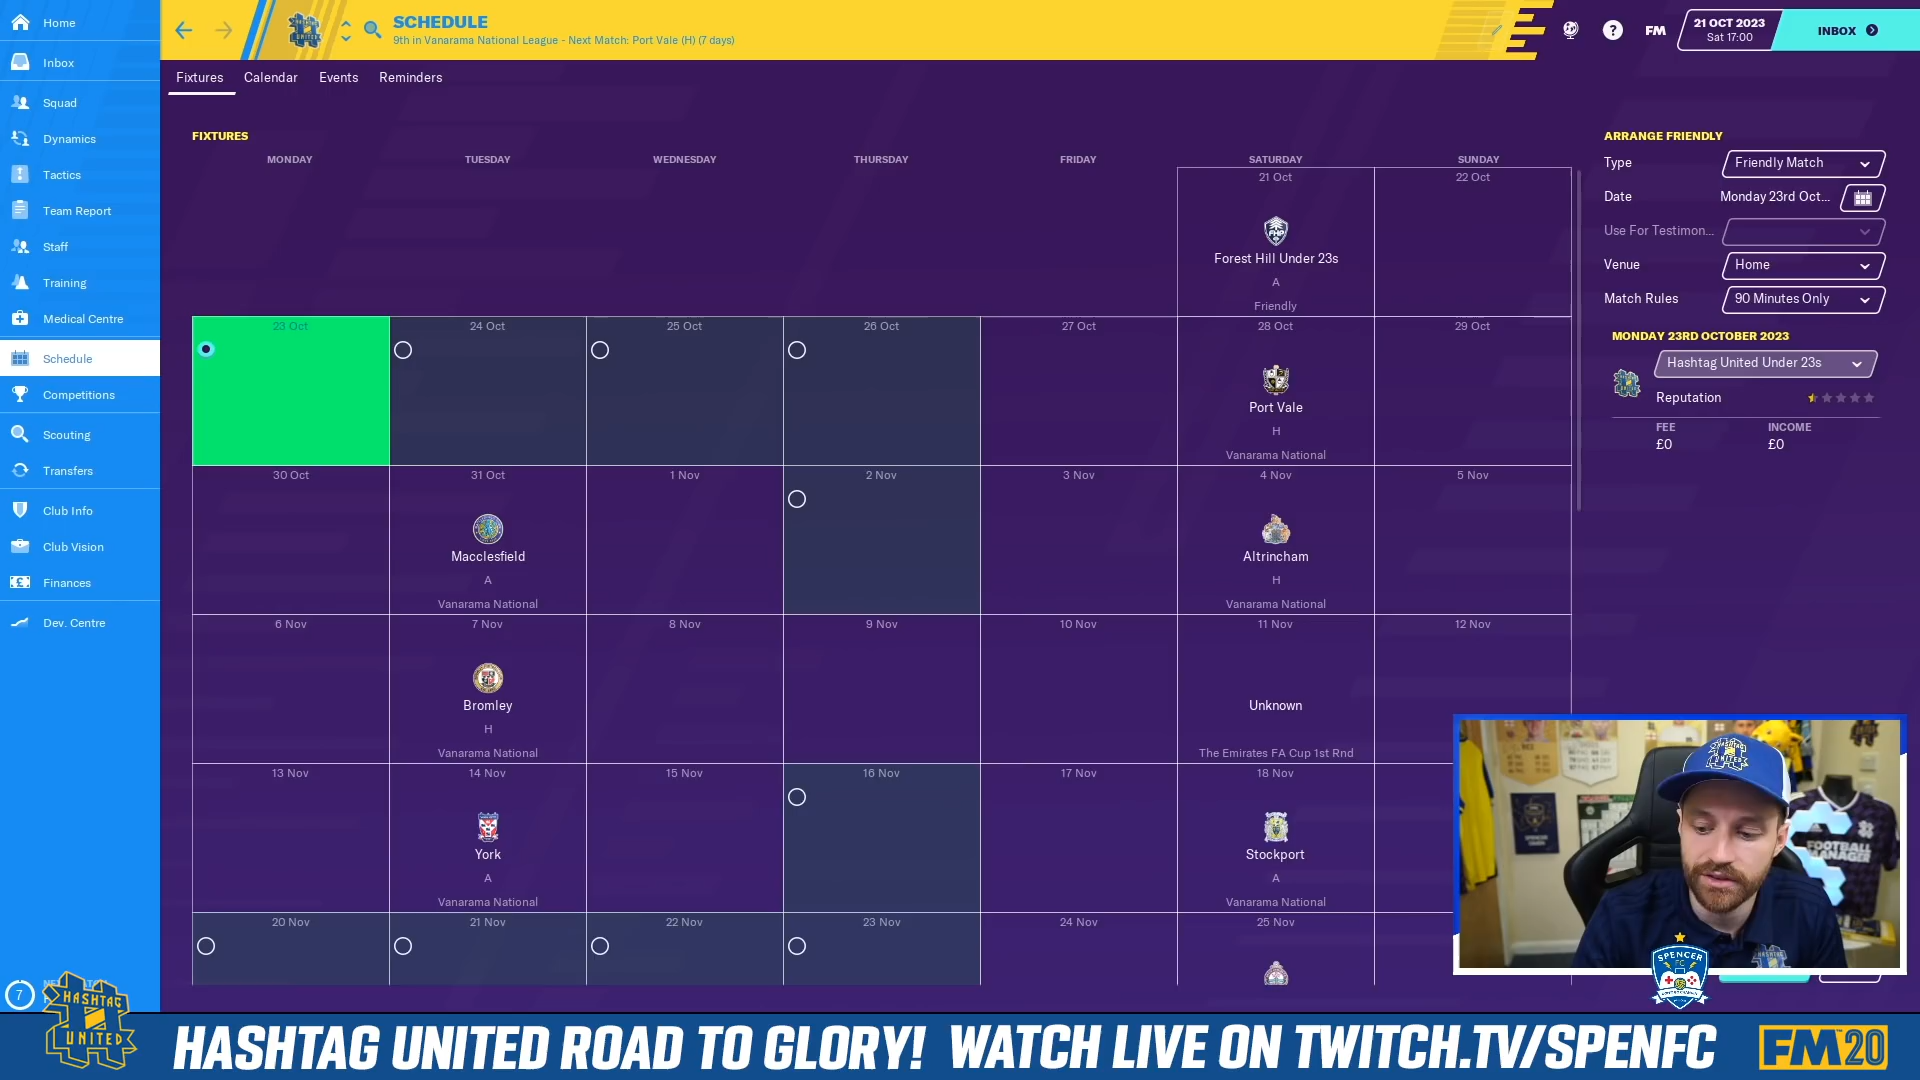 Home
Inbox
Squad
Dynamics
Tactics
Team Report
Staff
Training
Medical Centre
Schedule
Competitions
Scouting
Transfers
Club Info
Club Vision
Finances
Dev. Centre
7
SCHEDULE
9th in Vanarama National League - Next Match: Port Vale (H) (7 days)
FM
21 OCT 2023
Sat 17:00
INBOX
Fixtures Calendar Events Reminders
FIXTURES
MONDAY TUESDAY WEDNESDAY THURSDAY FRIDAY SATURDAY SUNDAY
21 Oct 22 Oct
Forest Hill Under 23s
A
Friendly
23 Oct 24 Oct 25 Oct 26 Oct 27 Oct 28 Oct 29 Oct
Port Vale
H
Vanarama National
30 Oct 31 Oct 1 Nov 2 Nov 3 Nov 4 Nov 5 Nov
Macclesfield Altrincham
A H
Vanarama National Vanarama National
6 Nov 7 Nov 8 Nov 9 Nov 10 Nov 11 Nov 12 Nov
Bromley Unknown
H
Vanarama National The Emirates FA Cup 1st Rnd
13 Nov 14 Nov 15 Nov 16 Nov 17 Nov 18 Nov
York Stockport
A A
Vanarama National Vanarama National
20 Nov 21 Nov 22 Nov 23 Nov 24 Nov 25 Nov
ARRANGE FRIENDLY
Type Friendly Match
Date Monday 23rd Oct...
Use For Testimon...
Venue Home
Match Rules 90 Minutes Only
MONDAY 23RD OCTOBER 2023
Hashtag United Under 23s
Reputation
FEE INCOME
£0 £0
HASHTAG
UNITED
FOOTBALL
MANAGER
SPENCER
FC
HASHTAG
UNITED
HASHTAG UNITED ROAD TO GLORY! WATCH LIVE ON TWITCH.TV/SPENFC
FM20